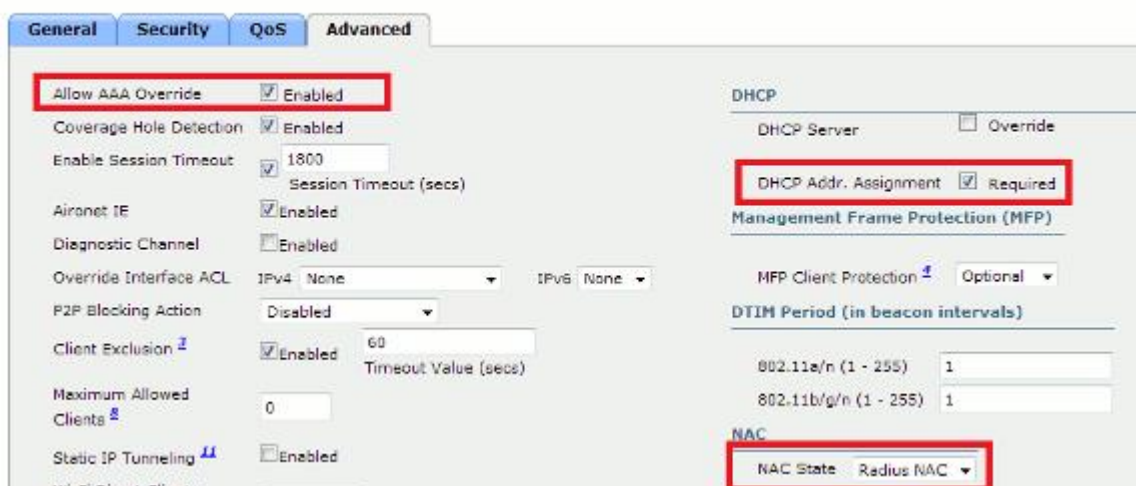 General Security QoS Advanced
Allow AAA Override Enabled
Coverage Hole Detection Enabled
Enable Session Timeout 1800
Session Timeout (secs)
Aironet IE Enabled
Diagnostic Channel Enabled
Override Interface ACL IPv4 None IPv6 None
P2P Blocking Action Disabled
Client Exclusion 3 Enabled 60
Timeout Value (secs)
Maximum Allowed
Clients 8 0
Static IP Tunneling 11 Enabled
DHCP
DHCP Server Override
DHCP Addr. Assignment Required
Management Frame Protection (MFP)
MFP Client Protection 4 Optional
DTIM Period (in beacon intervals)
802.11a/n (1 - 255) 1
802.11b/g/n (1 - 255) 1
NAC
NAC State Radius NAC